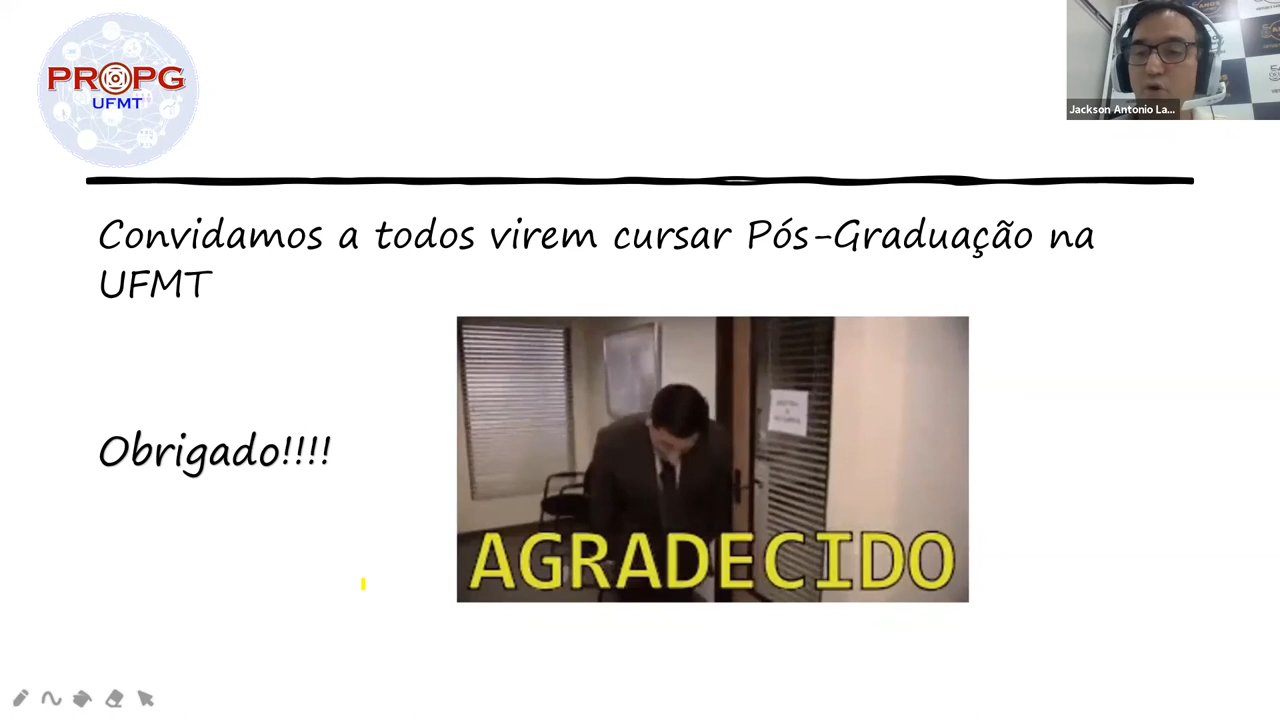 PROPG
UFMT
Jackson Antonio La...
Convidamos a todos virem cursar Pós-Graduação na
UFMT
Obrigado!!!!
AGRADECIDO